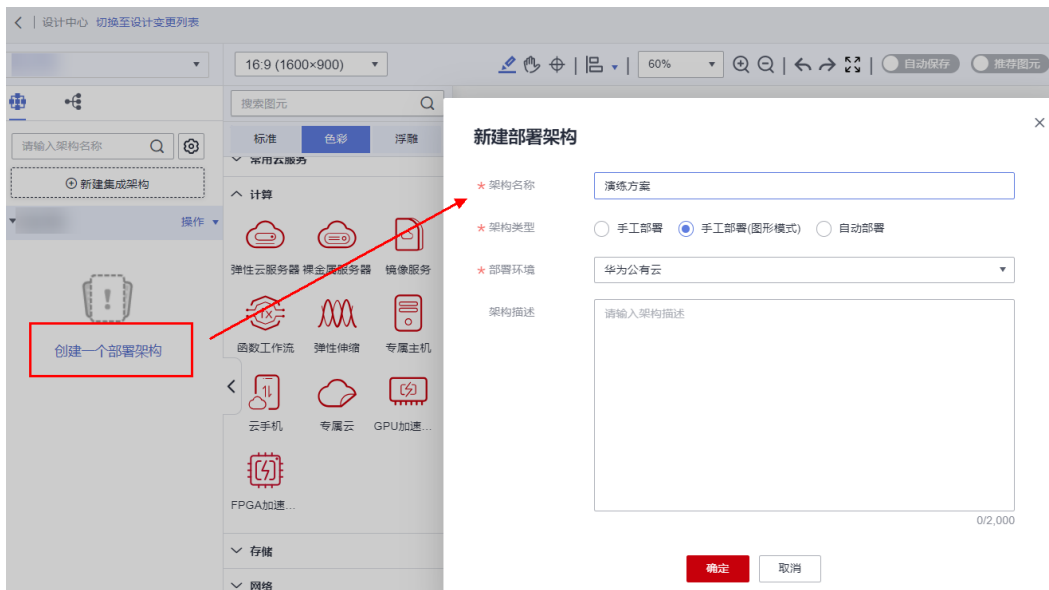 设计中心 切换至设计变更列表
16:9 (1600×900)
60%
自动保存
推荐图元
请输入架构名称
新建集成架构
操作
创建一个部署架构
搜索图元
标准 色彩 浮雕
常用云服务
计算
弹性云服务器 裸金属服务器 镜像服务
函数工作流 弹性伸缩 专属主机
云手机 专属云 GPU加速...
FPGA加速...
存储
网络
新建部署架构
* 架构名称 演练方案
* 架构类型 手工部署 手工部署(图形模式) 自动部署
* 部署环境 华为公有云
架构描述 请输入架构描述
0/2,000
确定 取消